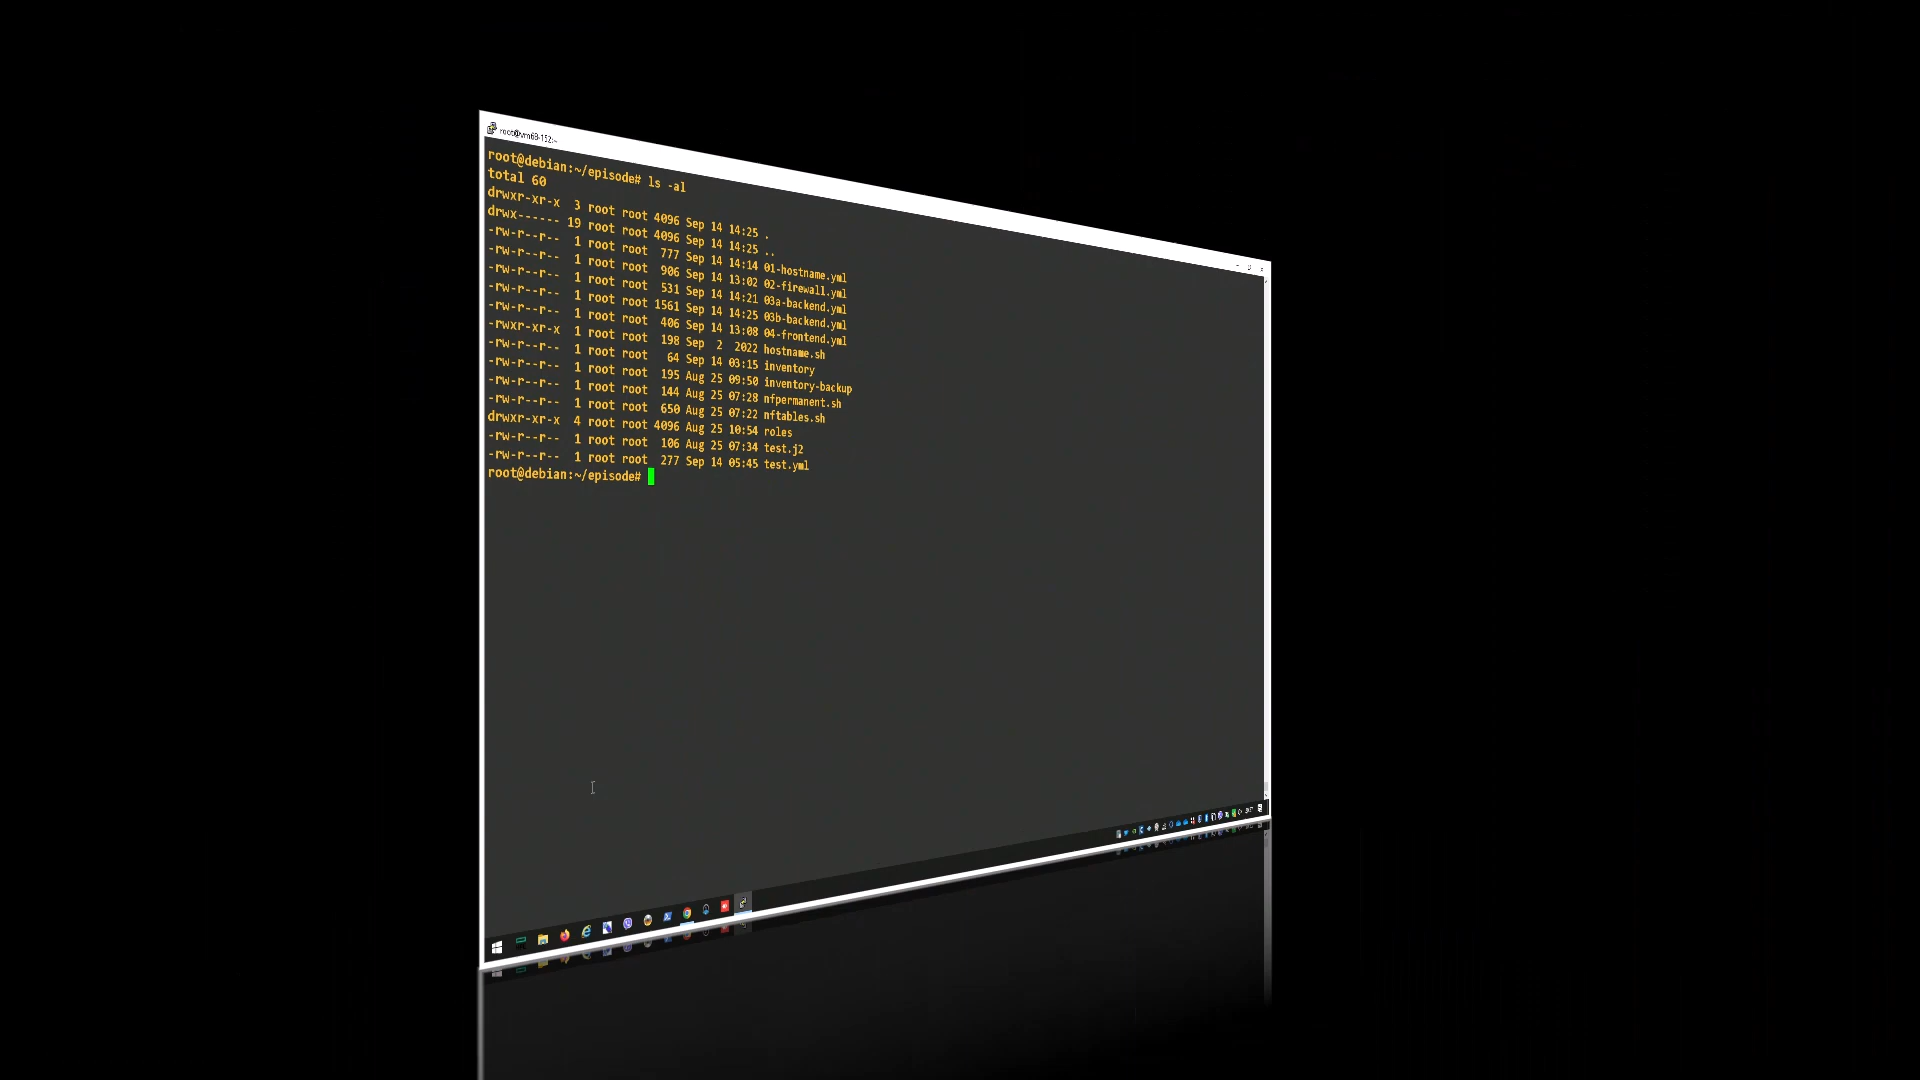 root@vm68-152:~
root@debian:~/episode# ls -al
total 60
drwxr-xr-x  3 root root 4096 Sep 14 14:25 .
drwx------ 19 root root 4096 Sep 14 14:25 ..
-rw-r--r--  1 root root  777 Sep 14 14:14 01-hostname.yml
-rw-r--r--  1 root root  906 Sep 14 13:02 02-firewall.yml
-rw-r--r--  1 root root  531 Sep 14 14:21 03a-backend.yml
-rw-r--r--  1 root root 1561 Sep 14 14:25 03b-backend.yml
-rw-r--r--  1 root root  406 Sep 14 13:08 04-frontend.yml
-rwxr-xr-x  1 root root  198 Sep  2  2022 hostname.sh
-rw-r--r--  1 root root   64 Sep 14 03:15 inventory
-rw-r--r--  1 root root  195 Aug 25 09:50 inventory-backup
-rw-r--r--  1 root root  144 Aug 25 07:28 nfpermanent.sh
-rw-r--r--  1 root root  650 Aug 25 07:22 nftables.sh
drwxr-xr-x  4 root root 4096 Aug 25 10:54 roles
-rw-r--r--  1 root root  106 Aug 25 07:34 test.j2
-rw-r--r--  1 root root  277 Sep 14 05:45 test.yml
root@debian:~/episode#